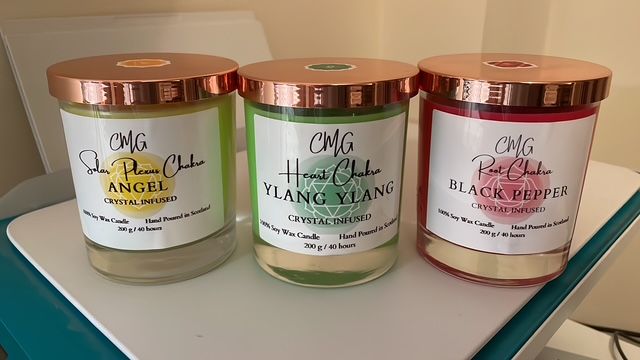 CMG
Solar Plexus Chakra
ANGEL
CRYSTAL INFUSED
100% Soy Wax Candle Hand Poured in Scotland
200 g / 40 hours
CMG
Heart Chakra
YLANG YLANG
CRYSTAL INFUSED
100% Soy Wax Candle Hand Poured in Scotland
200 g / 40 hours
CMG
Root Chakra
BLACK PEPPER
CRYSTAL INFUSED
100% Soy Wax Candle Hand Poured in Scotland
200 g / 40 hours